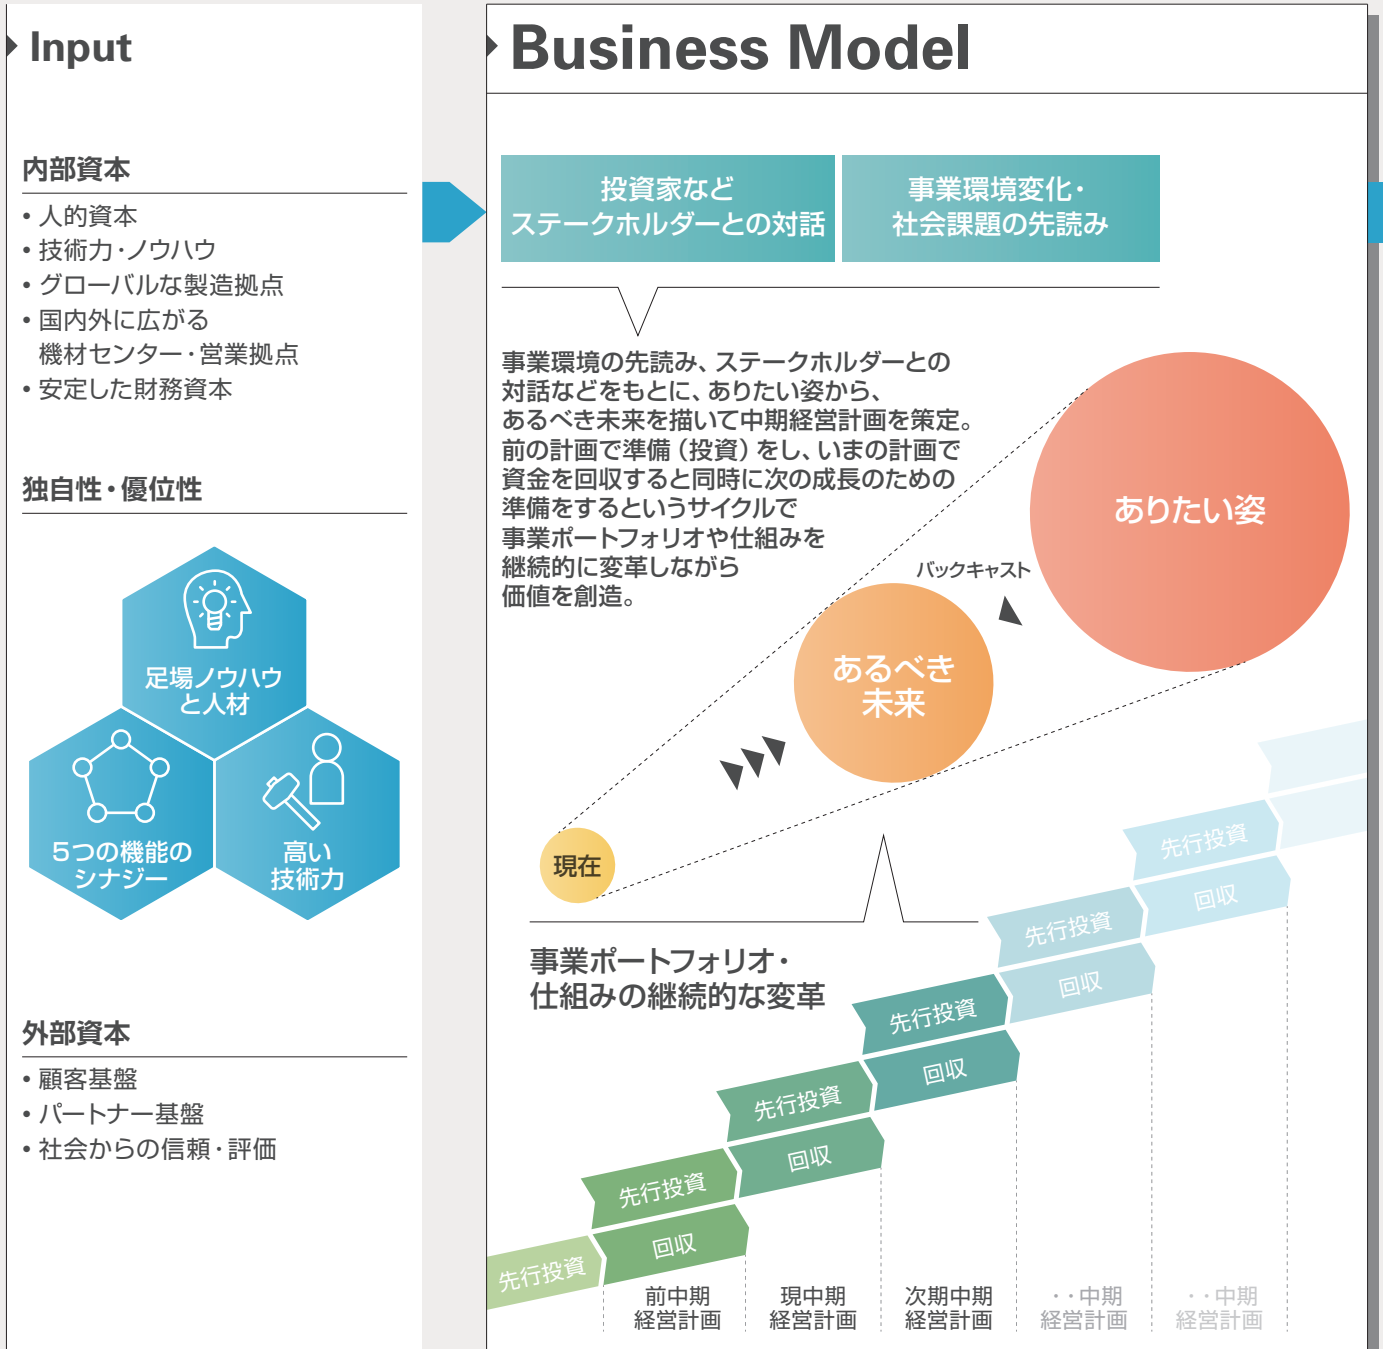 Input
内部資本
• 人的資本
• 技術力・ノウハウ
• グローバルな製造拠点
• 国内外に広がる
機材センター・営業拠点
• 安定した財務資本
独自性・優位性
足場ノウハウ
と人材
5つの機能の
シナジー
高い
技術力
外部資本
• 顧客基盤
• パートナー基盤
• 社会からの信頼・評価
Business Model
投資家など
ステークホルダーとの対話
事業環境変化・
社会課題の先読み
事業環境の先読み、ステークホルダーとの
対話などをもとに、ありたい姿から、
あるべき未来を描いて中期経営計画を策定。
前の計画で準備（投資）をし、いまの計画で
資金を回収すると同時に次の成長のための
準備をするというサイクルで
事業ポートフォリオや仕組みを
継続的に変革しながら
価値を創造。
ありたい姿
バックキャスト
あるべき
未来
現在
事業ポートフォリオ・
仕組みの継続的な変革
先行投資
先行投資
回収
先行投資
回収
先行投資
回収
先行投資
回収
先行投資
回収
前中期
経営計画
現中期
経営計画
次期中期
経営計画
・・中期
経営計画
・・中期
経営計画